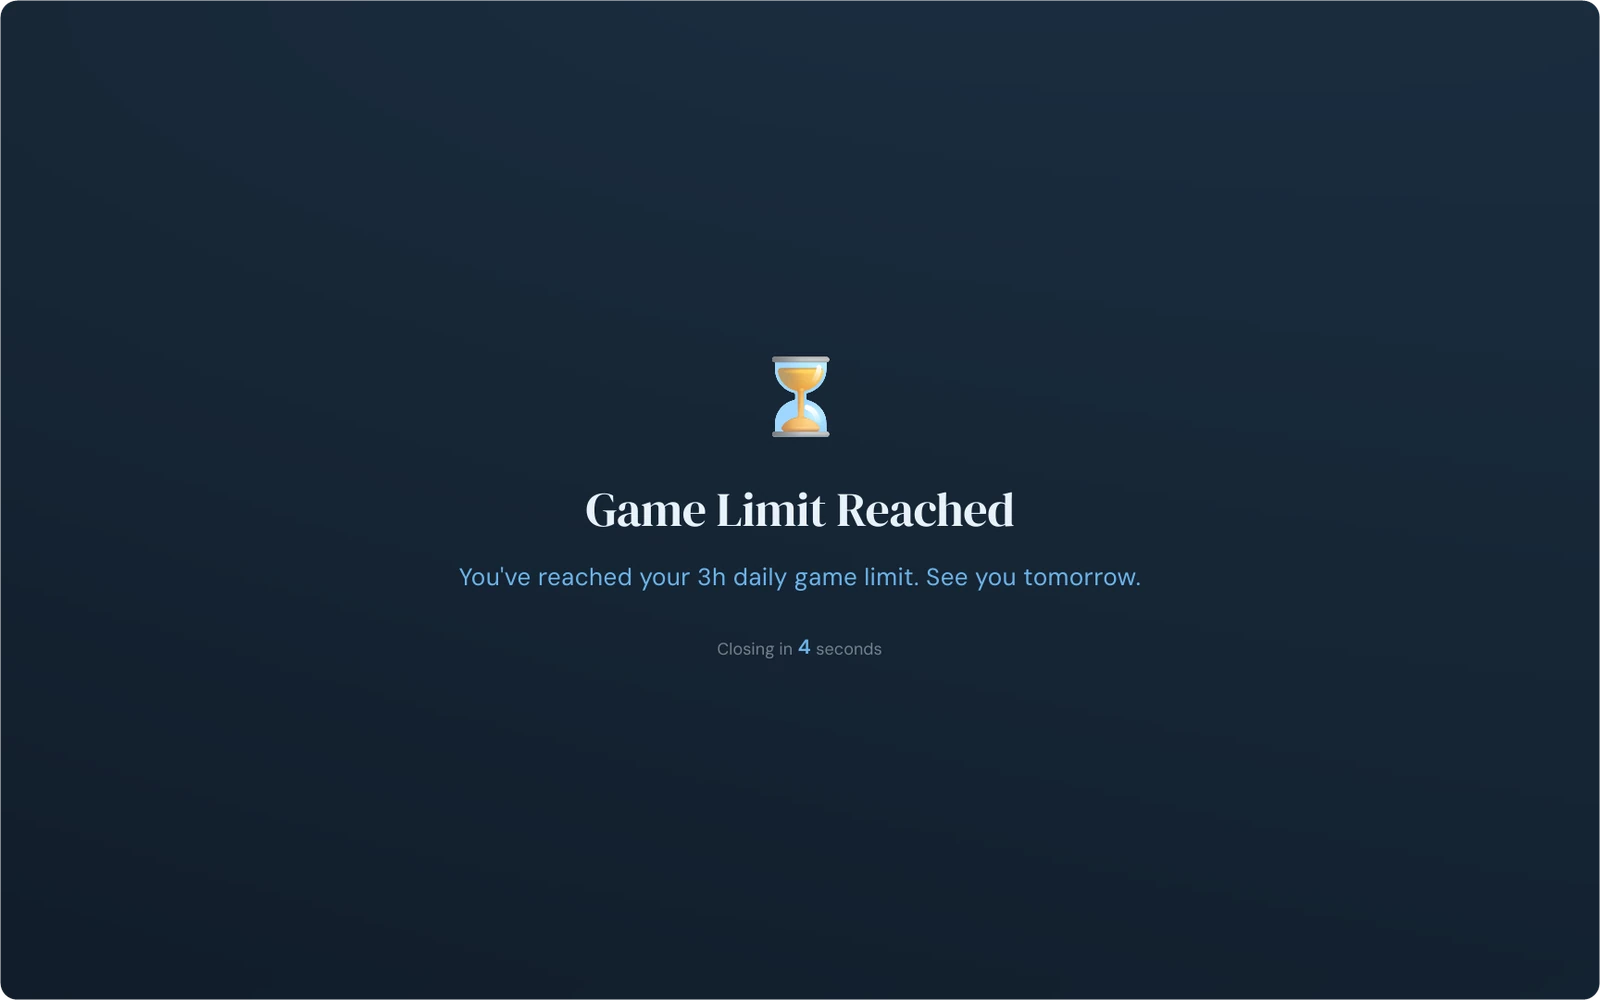 Game Limit Reached
You've reached your 3h daily game limit. See you tomorrow.
Closing in 4 seconds